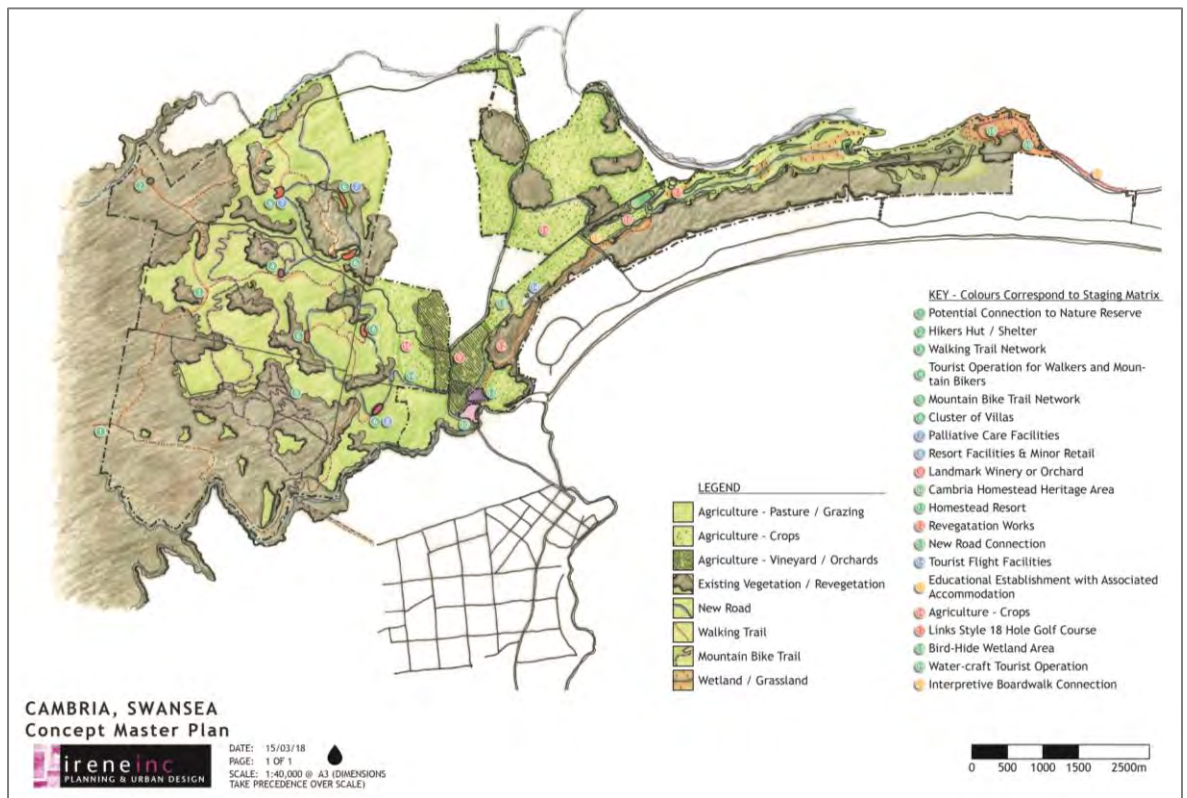 KEY - Colours Correspond to Staging Matrix
Potential Connection to Nature Reserve
Hikers Hut / Shelter
Walking Trail Network
Tourist Operation for Walkers and Moun-
tain Bikers
Mountain Bike Trail Network
Cluster of Villas
Palliative Care Facilities
Resort Facilities & Minor Retail
Landmark Winery or Orchard
Cambria Homestead Heritage Area
Homestead Resort
Revegatation Works
New Road Connection
Tourist Flight Facilities
Educational Establishment with Associated
Accommodation
Agriculture - Crops
Links Style 18 Hole Golf Course
Bird-Hide Wetland Area
Water-craft Tourist Operation
Interpretive Boardwalk Connection
LEGEND
Agriculture - Pasture / Grazing
Agriculture - Crops
Agriculture - Vineyard / Orchards
Existing Vegetation / Revegetation
New Road
Walking Trail
Mountain Bike Trail
Wetland / Grassland
CAMBRIA, SWANSEA
Concept Master Plan
ireneinc
PLANNING & URBAN DESIGN
DATE: 15/03/18
PAGE: 1 OF 1
SCALE: 1:40,000 @ A3 (DIMENSIONS
TAKE PRECEDENCE OVER SCALE)
0 500 1000 1500 2500m